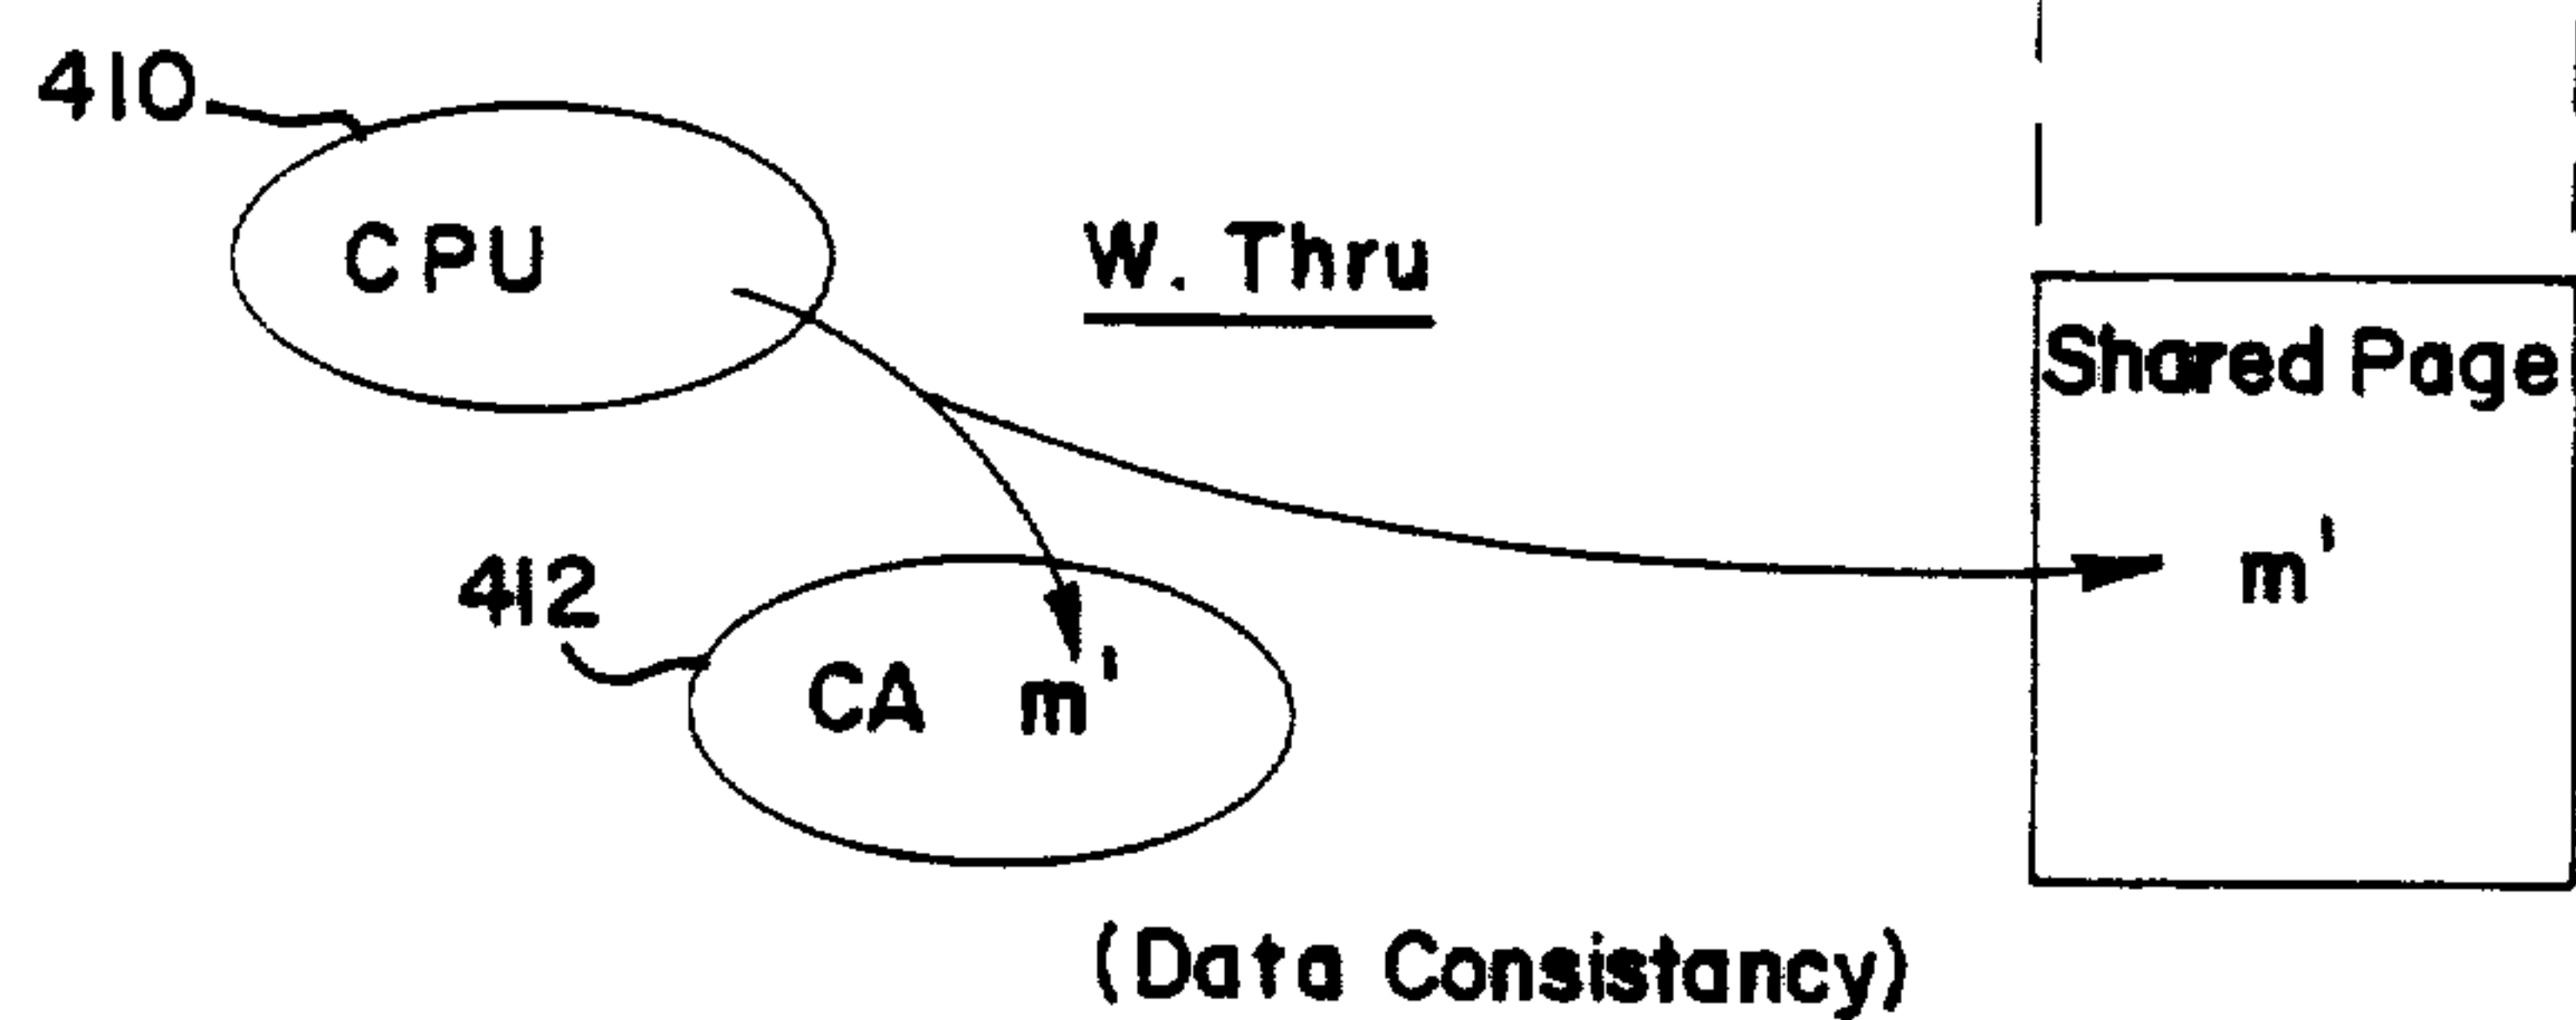 410
CPU
W. Thru
Shared Page
m'
412
CA m'
(Data Consistancy)